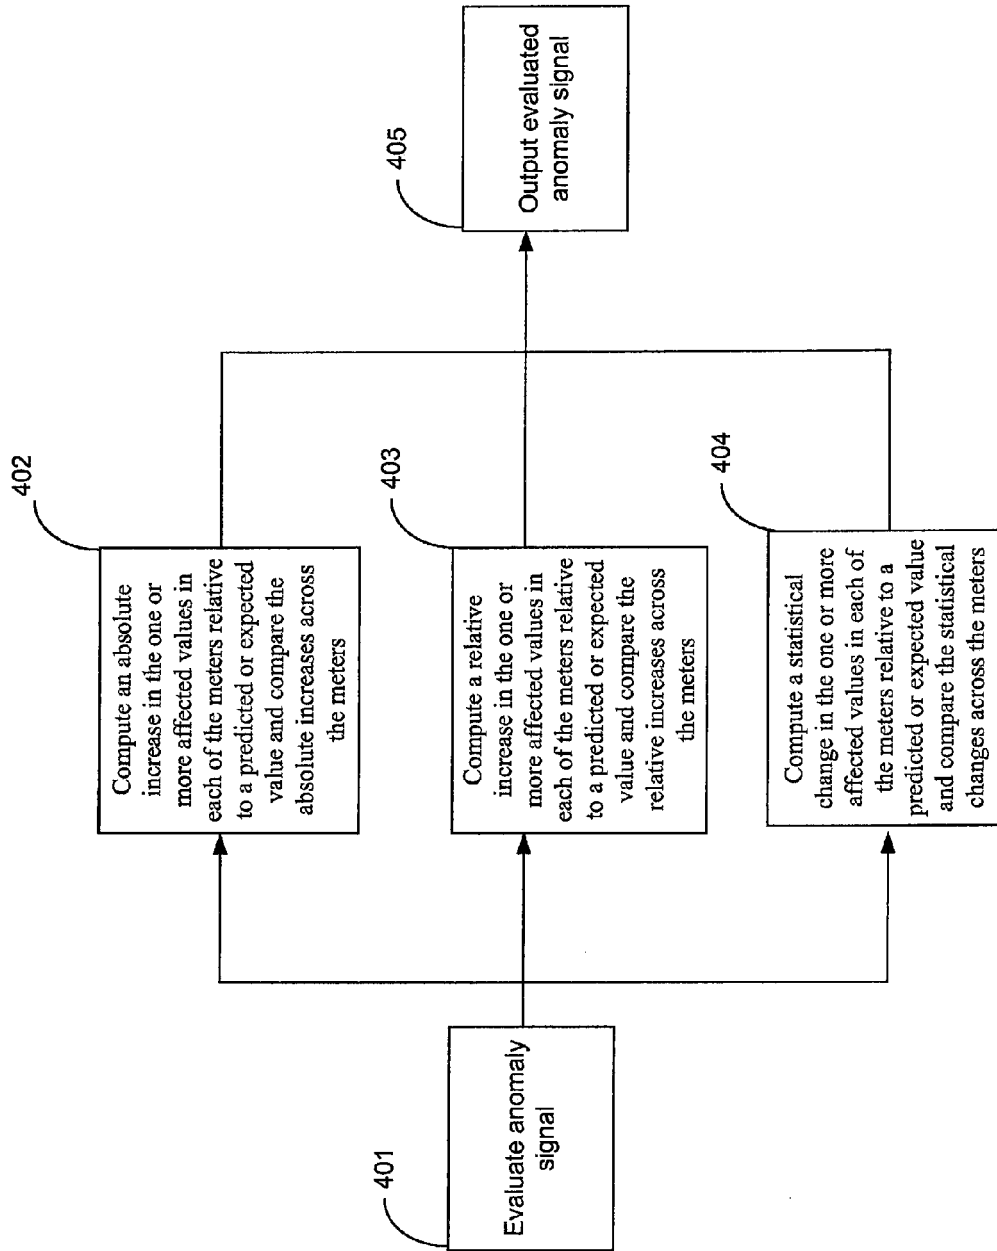 401
Evaluate anomaly
signal
402
Compute an absolute
increase in the one or
more affected values in
each of the meters relative
to a predicted or expected
value and compare the
absolute increases across
the meters
403
Compute a relative
increase in the one or
more affected values in
each of the meters relative
to a predicted or expected
value and compare the
relative increases across
the meters
404
Compute a statistical
change in the one or more
affected values in each of
the meters relative to a
predicted or expected value
and compare the statistical
changes across the meters
405
Output evaluated
anomaly signal